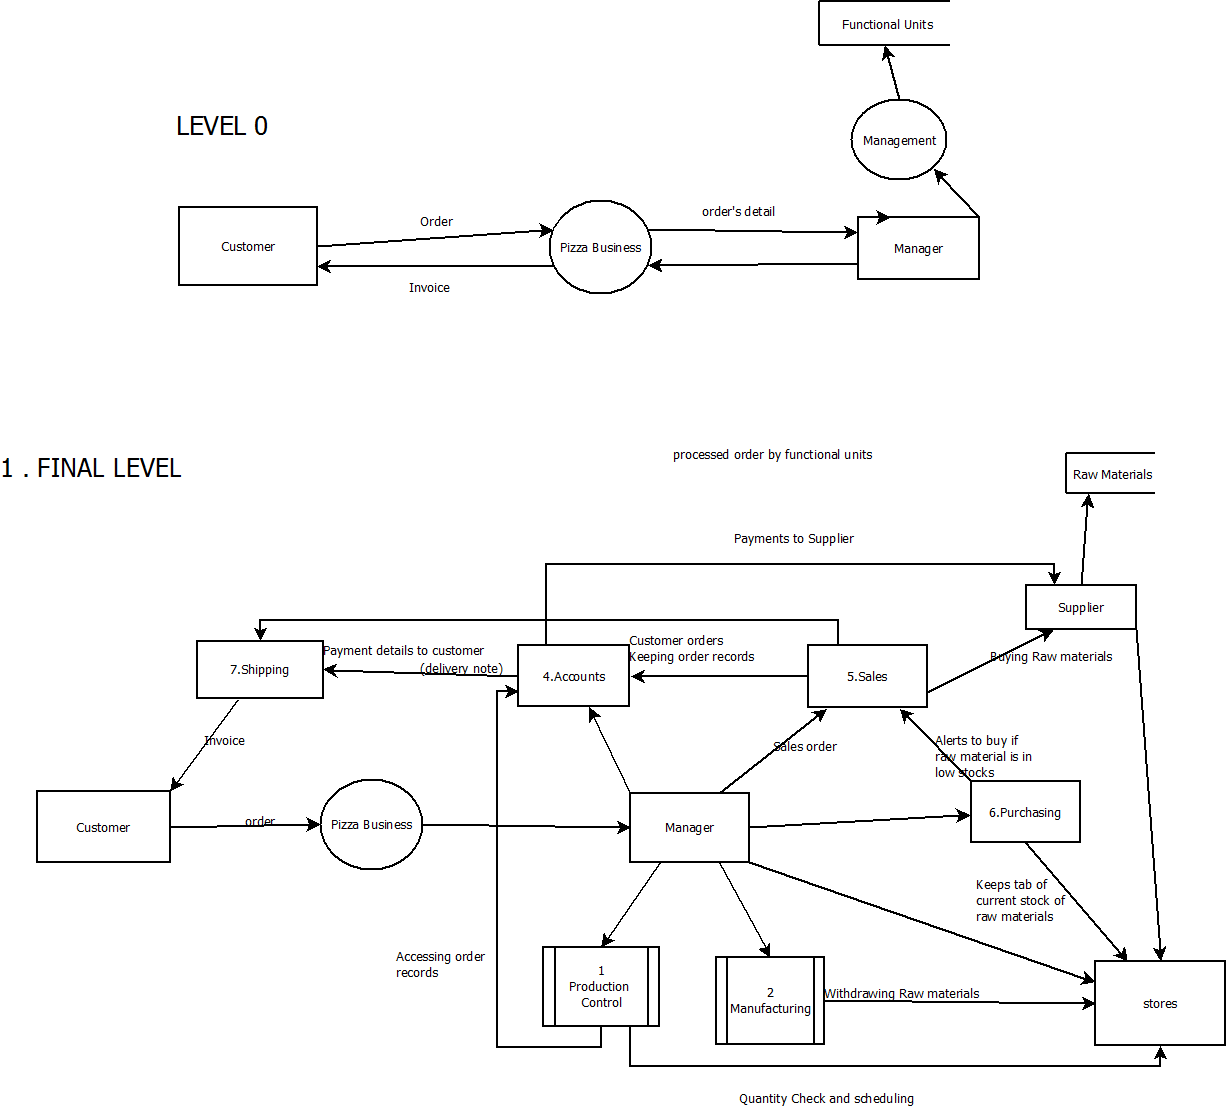 Functional Units
LEVEL 0
Management
Order
order's detail
Customer
Pizza Business
Manager
Invoice
processed order by functional units
1 . FINAL LEVEL
Raw Materials
Payments to Supplier
Supplier
Payment details to customer
(delivery note)
Customer orders
Keeping order records
Buying Raw materials
7.Shipping
4.Accounts
5.Sales
Invoice
Sales order
Alerts to buy if
raw material is in
low stocks
Customer
order
Pizza Business
Manager
6.Purchasing
Keeps tab of
current stock of
raw materials
Accessing order
records
1
Production
Control
2
Manufacturing
Withdrawing Raw materials
stores
Quantity Check and scheduling